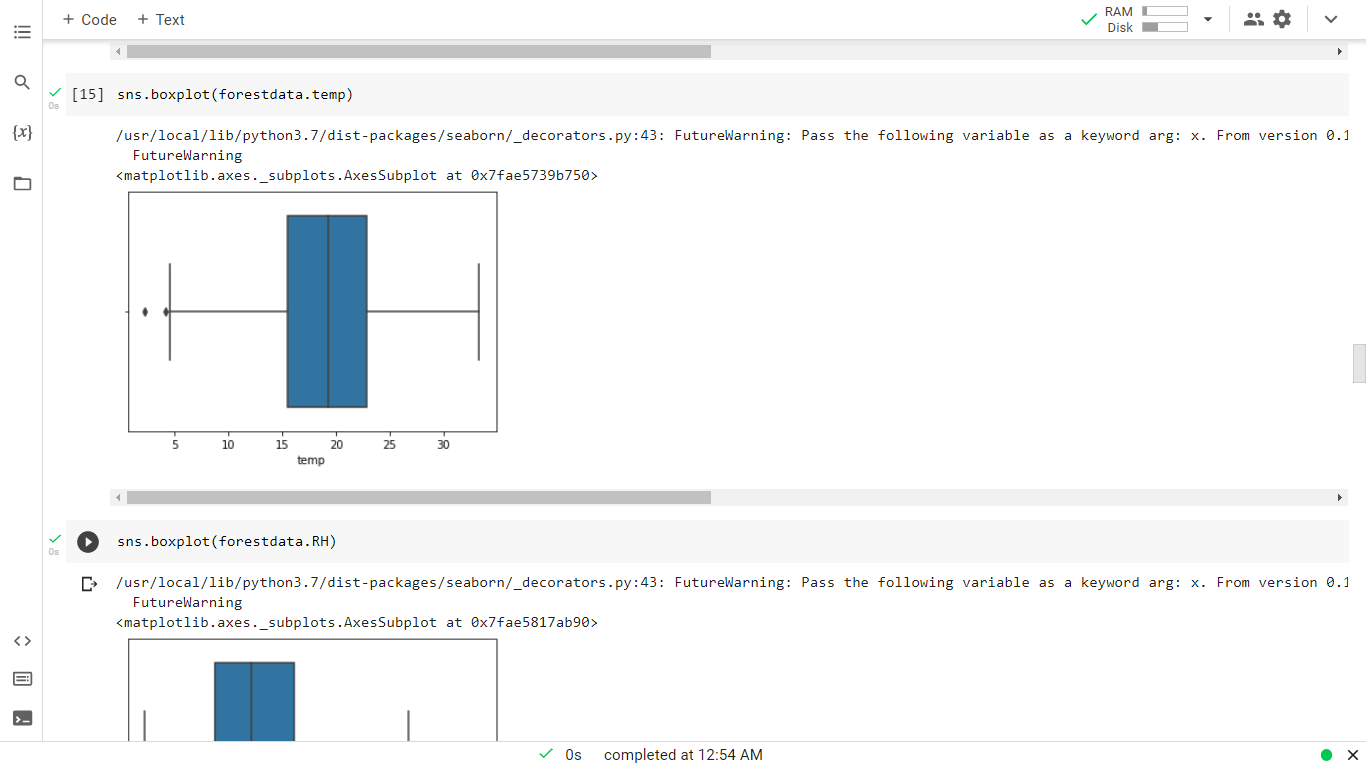 + Code + Text
RAM
Disk
{x}
0s
[15] sns.boxplot(forestdata.temp)
/usr/local/lib/python3.7/dist-packages/seaborn/_decorators.py:43: FutureWarning: Pass the following variable as a keyword arg: x. From version 0.1
FutureWarning
<matplotlib.axes._subplots.AxesSubplot at 0x7fae5739b750>
5 10 15 20 25 30
temp
0s
sns.boxplot(forestdata.RH)
/usr/local/lib/python3.7/dist-packages/seaborn/_decorators.py:43: FutureWarning: Pass the following variable as a keyword arg: x. From version 0.1
FutureWarning
<matplotlib.axes._subplots.AxesSubplot at 0x7fae5817ab90>
0s completed at 12:54 AM